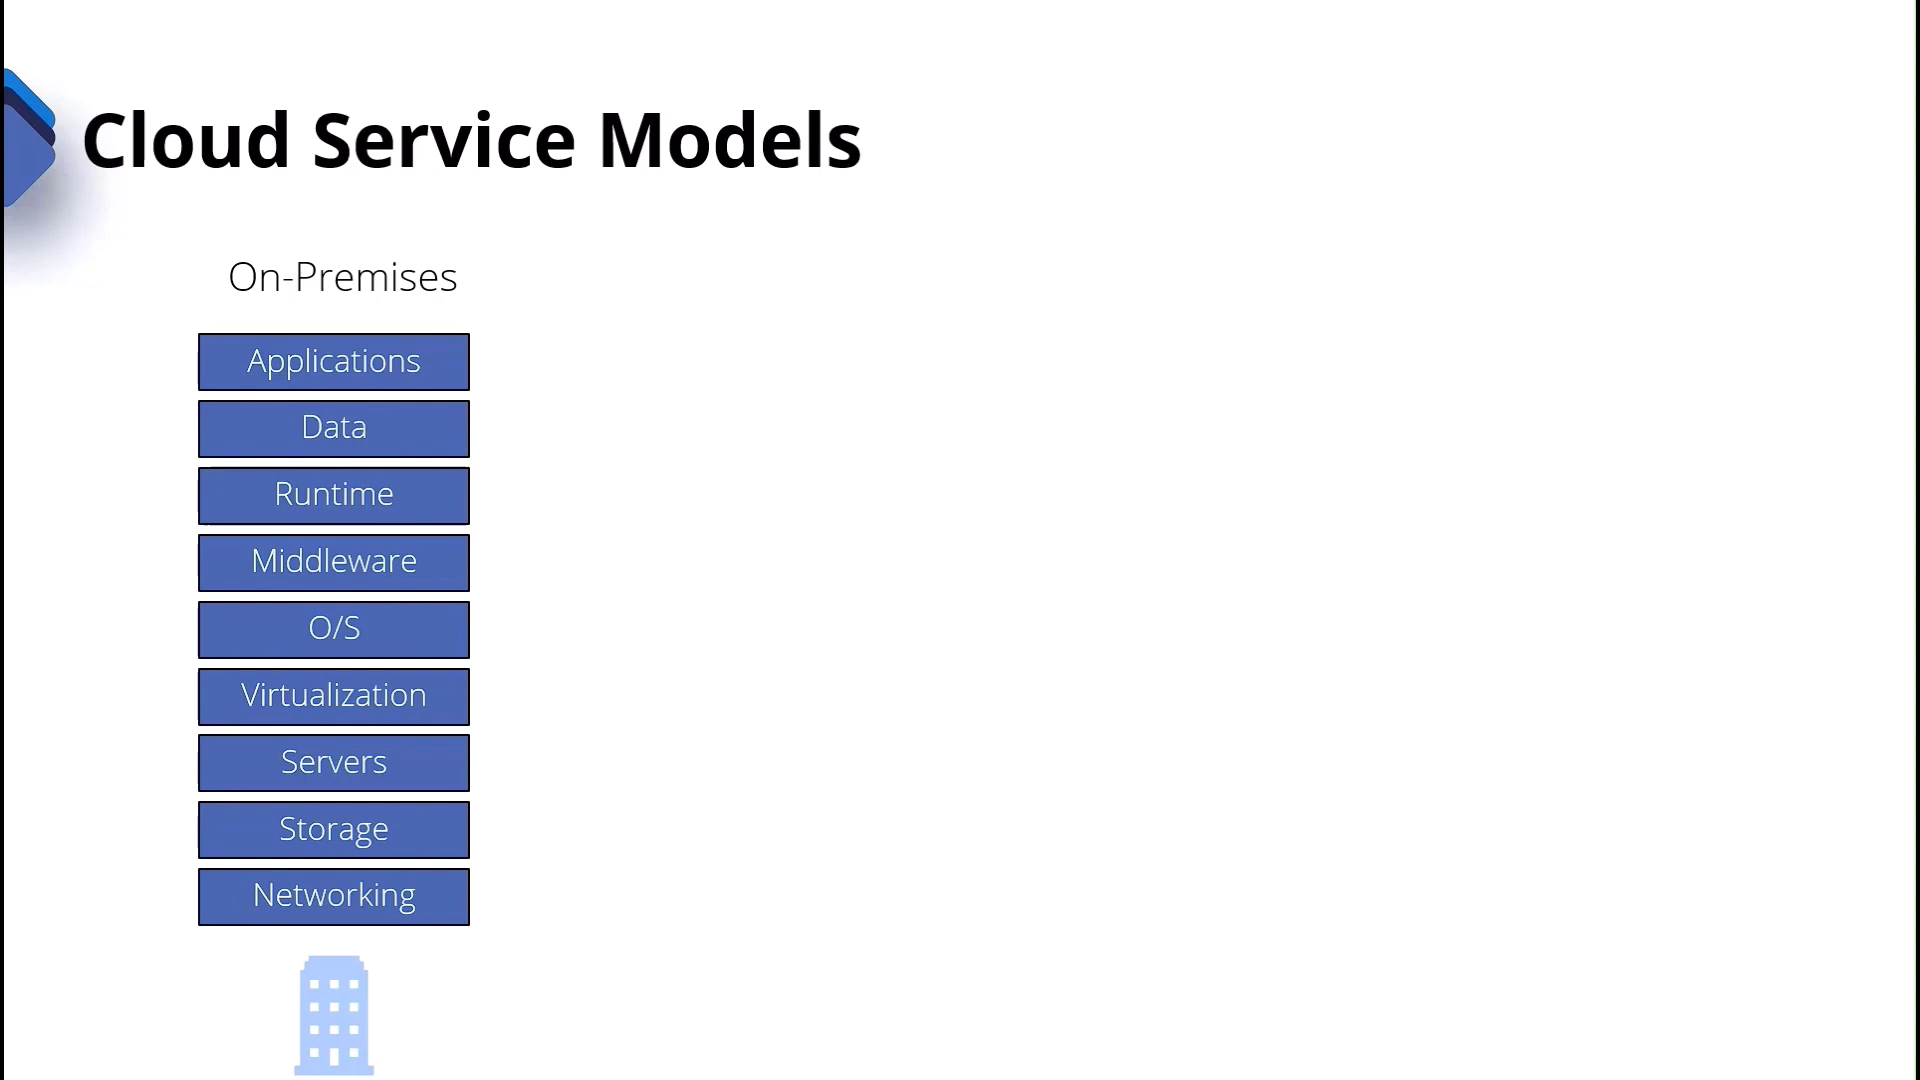 Cloud Service Models
On-Premises
Applications
Data
Runtime
Middleware
O/S
Virtualization
Servers
Storage
Networking